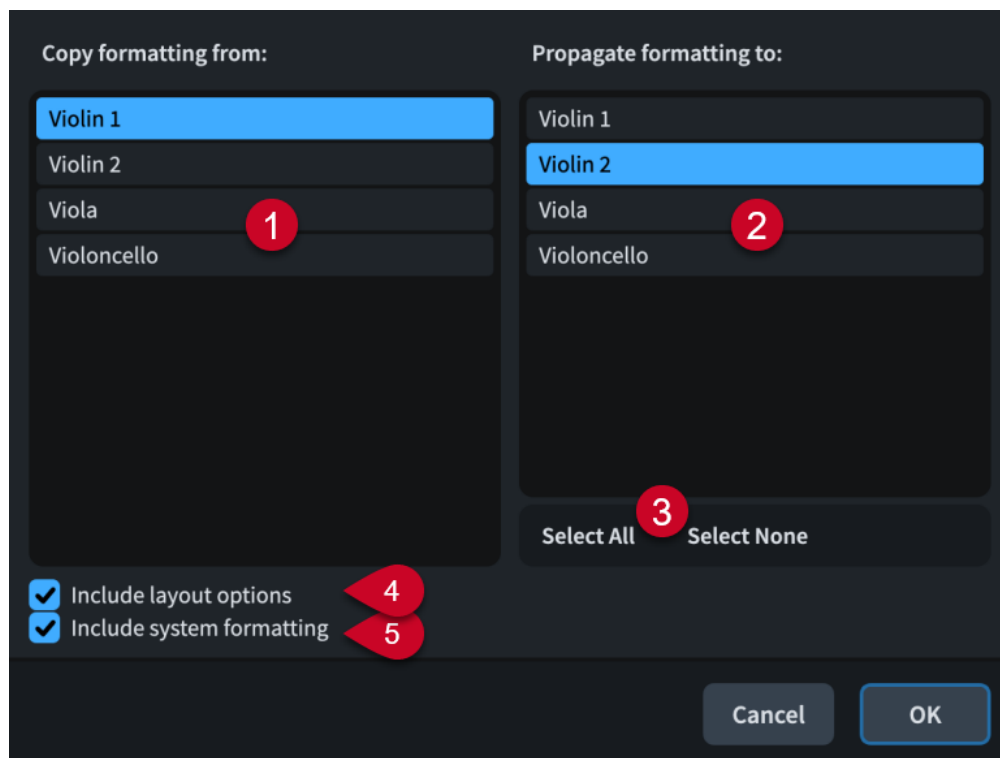 Copy formatting from:
Violin 1
Violin 2
Viola
1
Violoncello
Propagate formatting to:
Violin 1
Violin 2
Viola
2
Violoncello
3
Select All
Select None
Include layout options
4
Include system formatting
5
Cancel
OK